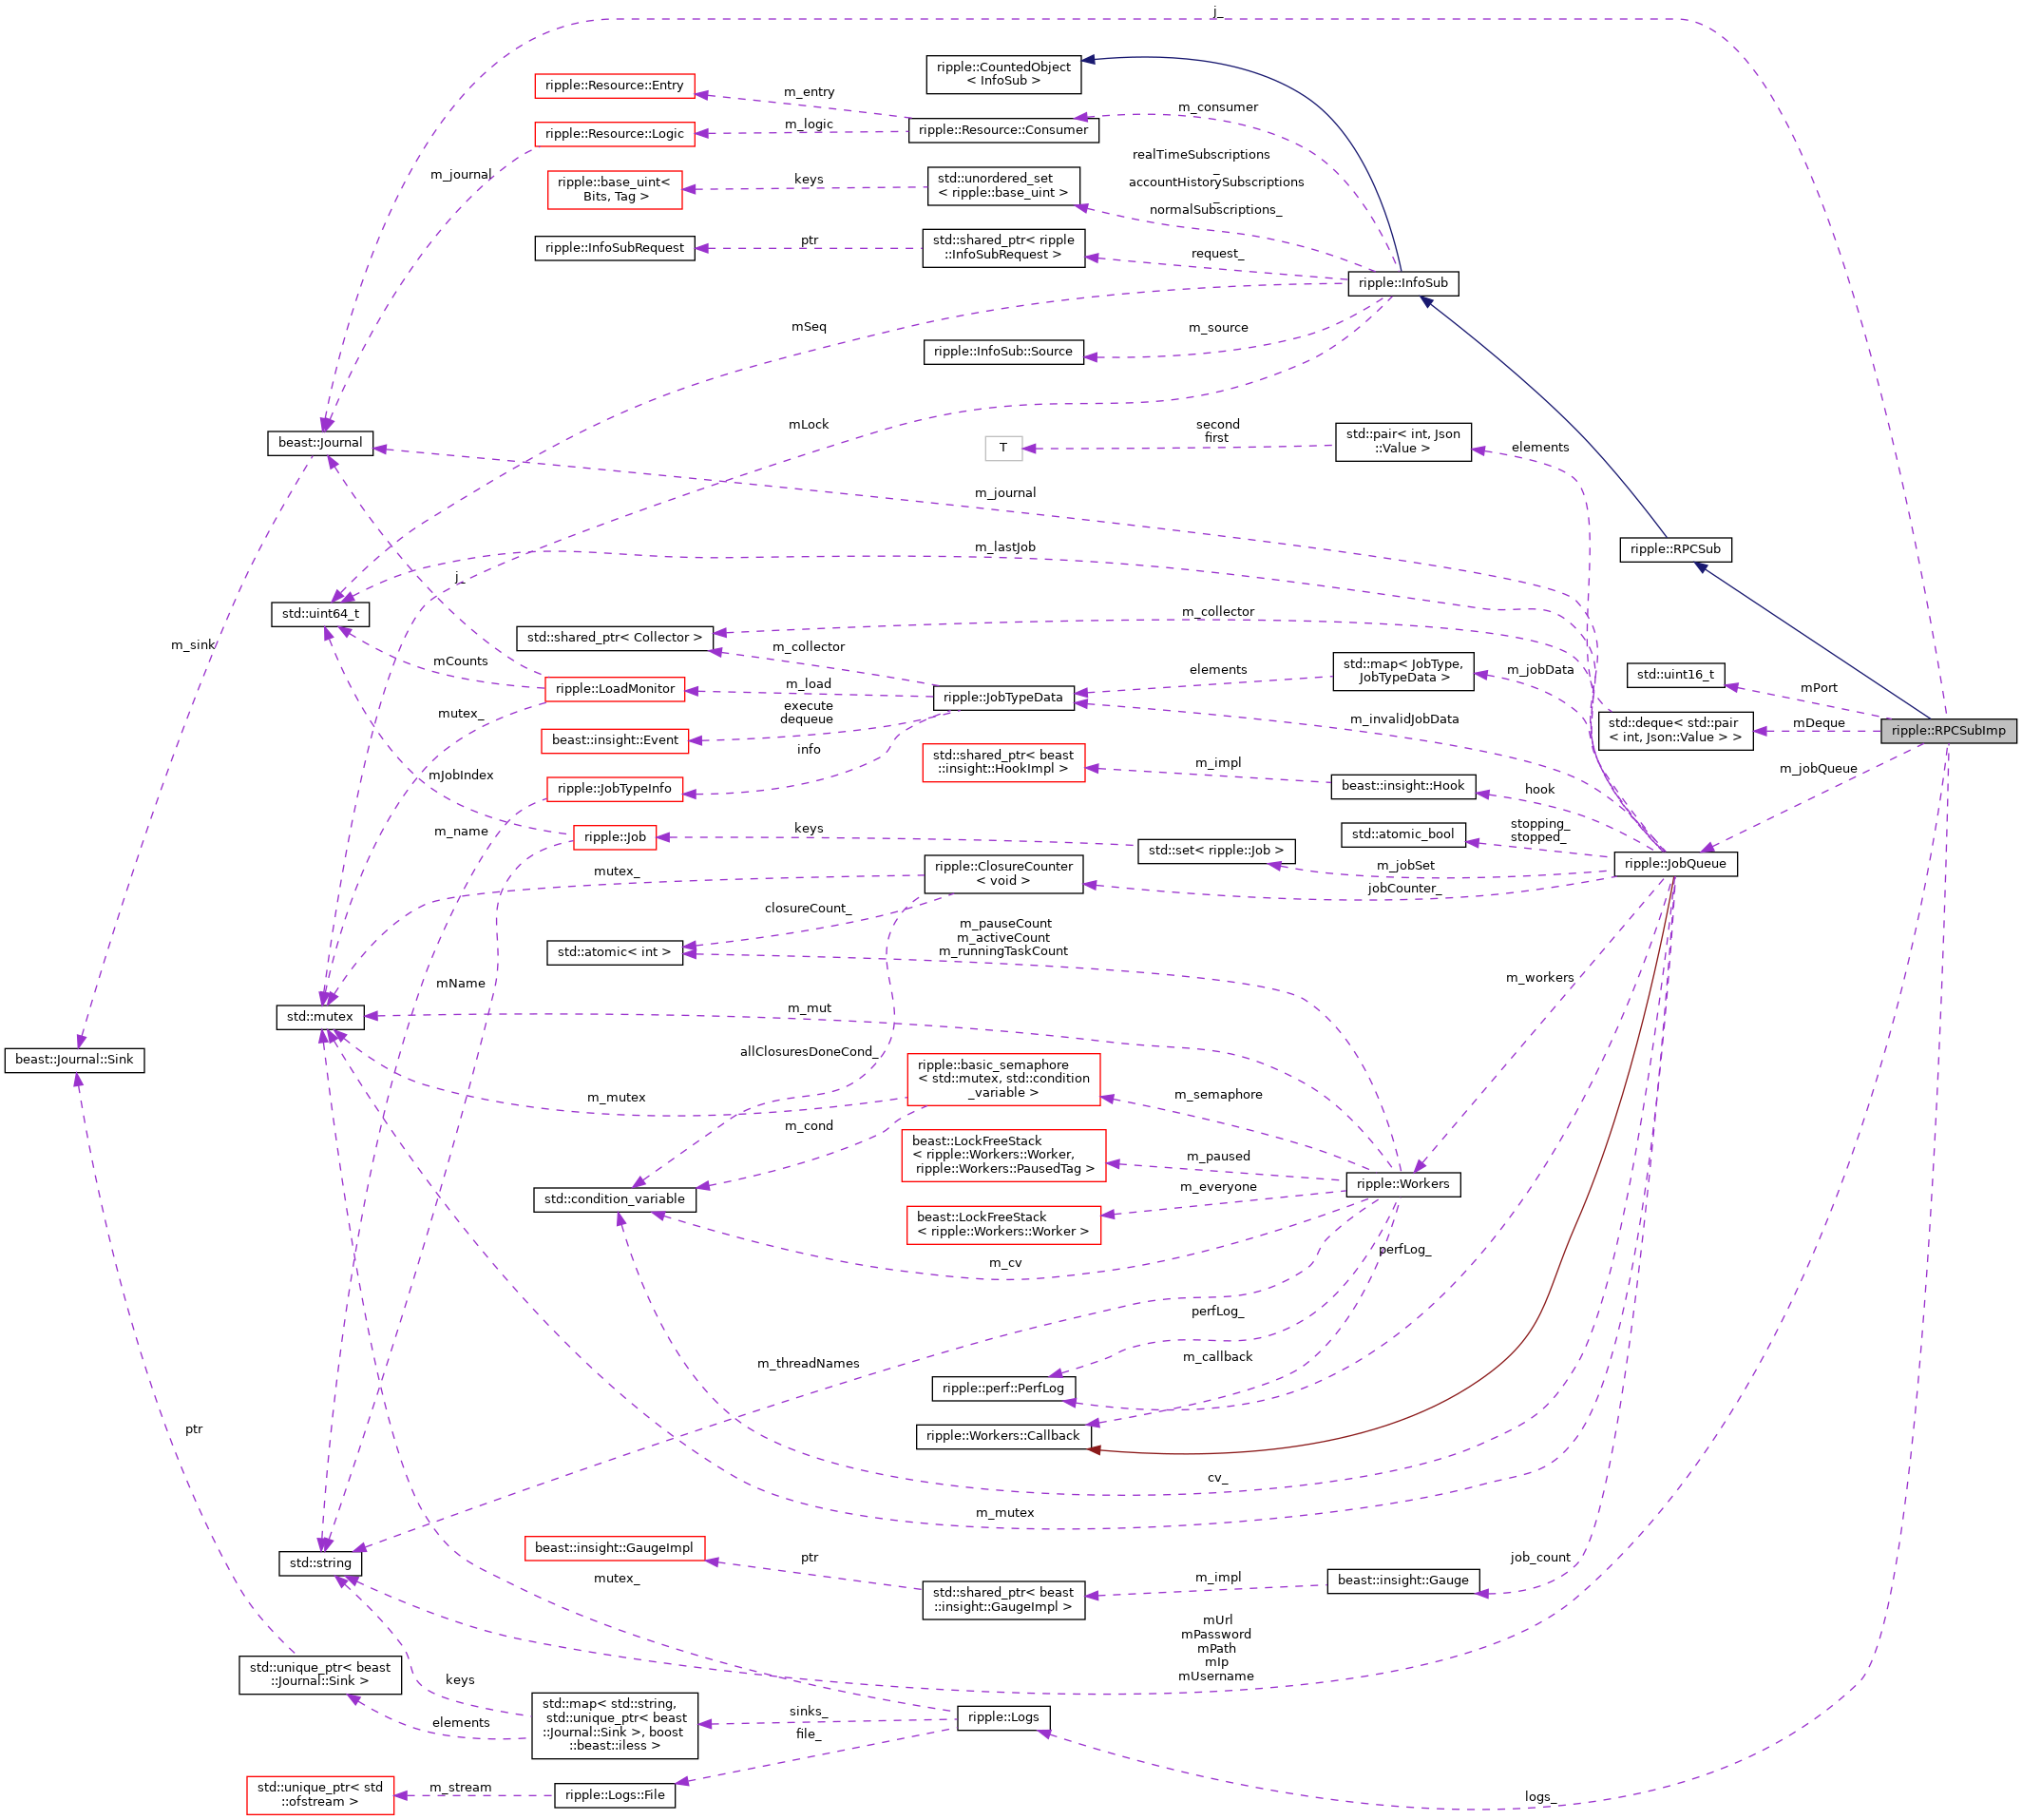 j_
ripple::CountedObject
< InfoSub >
ripple::Resource::Entry
m_entry
m_consumer
ripple::Resource::Logic
m_logic
ripple::Resource::Consumer
realTimeSubscriptions
_
accountHistorySubscriptions
_
normalSubscriptions_
m_journal
ripple::base_uint<
Bits, Tag >
keys
std::unordered_set
< ripple::base_uint >
ripple::InfoSubRequest
ptr
std::shared_ptr< ripple
::InfoSubRequest >
request_
ripple::InfoSub
mSeq
m_source
ripple::InfoSub::Source
mLock
beast::Journal
T
second
first
std::pair< int, Json
::Value >
elements
m_journal
m_lastJob
ripple::RPCSub
j_
std::uint64_t
m_sink
std::shared_ptr< Collector >
m_collector
m_collector
mCounts
ripple::LoadMonitor
m_load
ripple::JobTypeData
elements
std::map< JobType,
JobTypeData >
m_jobData
std::uint16_t
mPort
mutex_
execute
dequeue
beast::insight::Event
info
m_invalidJobData
std::deque< std::pair
< int, Json::Value > >
mDeque
ripple::RPCSubImp
mJobIndex
ripple::JobTypeInfo
std::shared_ptr< beast
::insight::HookImpl >
m_impl
beast::insight::Hook
hook
m_jobQueue
m_name
ripple::Job
keys
std::set< ripple::Job >
std::atomic_bool
stopping_
stopped_
ripple::JobQueue
mutex_
ripple::ClosureCounter
< void >
m_jobSet
jobCounter_
closureCount_
std::atomic< int >
m_pauseCount
m_activeCount
m_runningTaskCount
mName
m_workers
std::mutex
m_mut
beast::Journal::Sink
allClosuresDoneCond_
ripple::basic_semaphore
< std::mutex, std::condition
_variable >
m_semaphore
m_mutex
m_cond
beast::LockFreeStack
< ripple::Workers::Worker,
ripple::Workers::PausedTag >
m_paused
ripple::Workers
std::condition_variable
m_everyone
beast::LockFreeStack
< ripple::Workers::Worker >
m_cv
perfLog_
perfLog_
m_threadNames
m_callback
ripple::perf::PerfLog
ripple::Workers::Callback
ptr
cv_
m_mutex
std::string
beast::insight::GaugeImpl
ptr
mutex_
std::shared_ptr< beast
::insight::GaugeImpl >
m_impl
beast::insight::Gauge
job_count
mUrl
mPassword
mPath
mIp
mUsername
std::unique_ptr< beast
::Journal::Sink >
keys
elements
std::map< std::string,
std::unique_ptr< beast
::Journal::Sink >, boost
::beast::iless >
sinks_
file_
ripple::Logs
std::unique_ptr< std
::ofstream >
m_stream
ripple::Logs::File
logs_